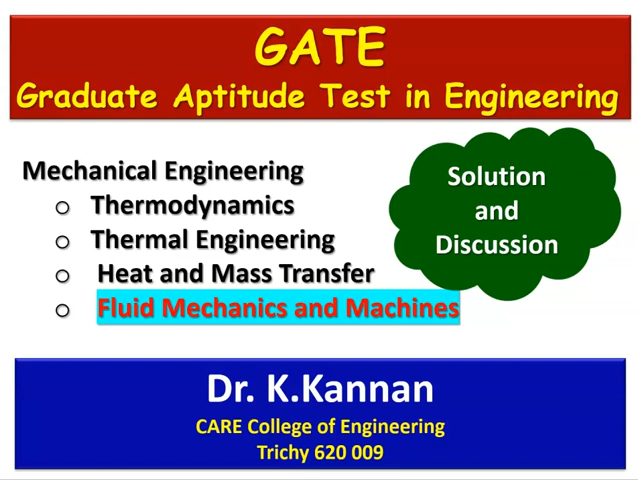 GATE
Graduate Aptitude Test in Engineering
Mechanical Engineering
o Thermodynamics
o Thermal Engineering
o Heat and Mass Transfer
o Fluid Mechanics and Machines
Solution
and
Discussion
Dr. K.Kannan
CARE College of Engineering
Trichy 620 009